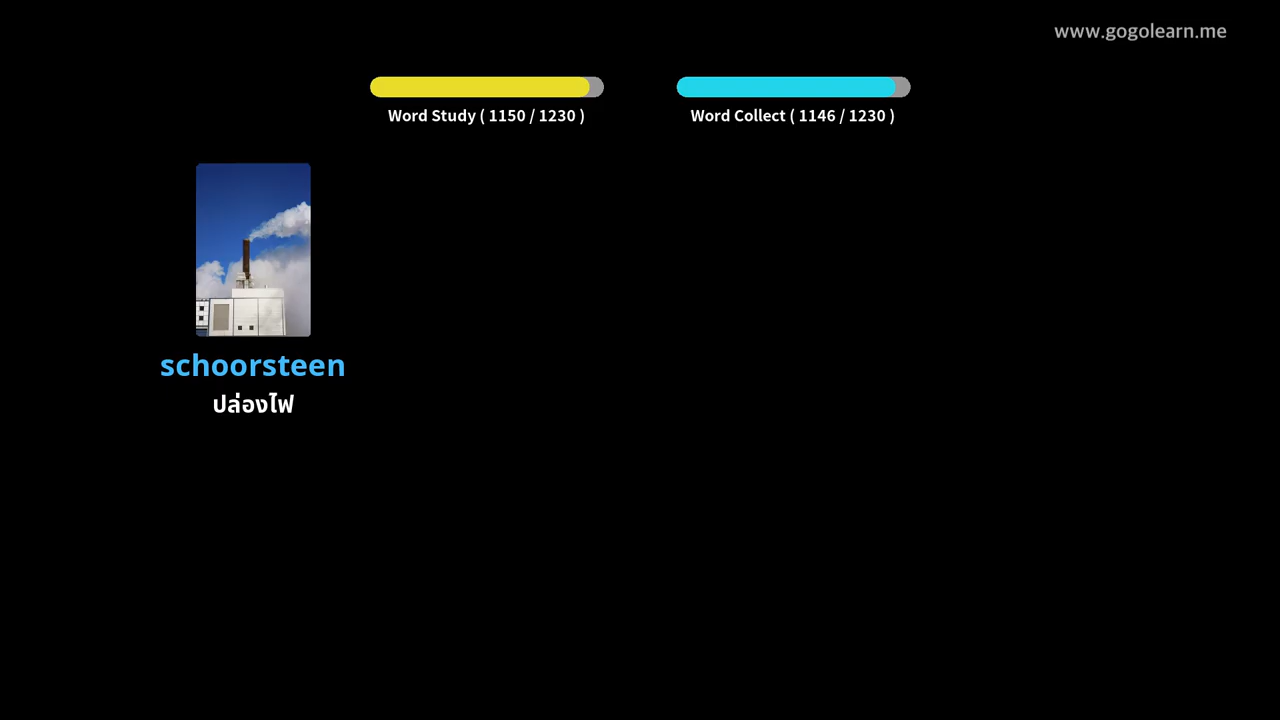 www.gogolearn.me
Word Study ( 1150 / 1230 )
Word Collect ( 1146 / 1230 )
schoorsteen
ปล่องไฟ